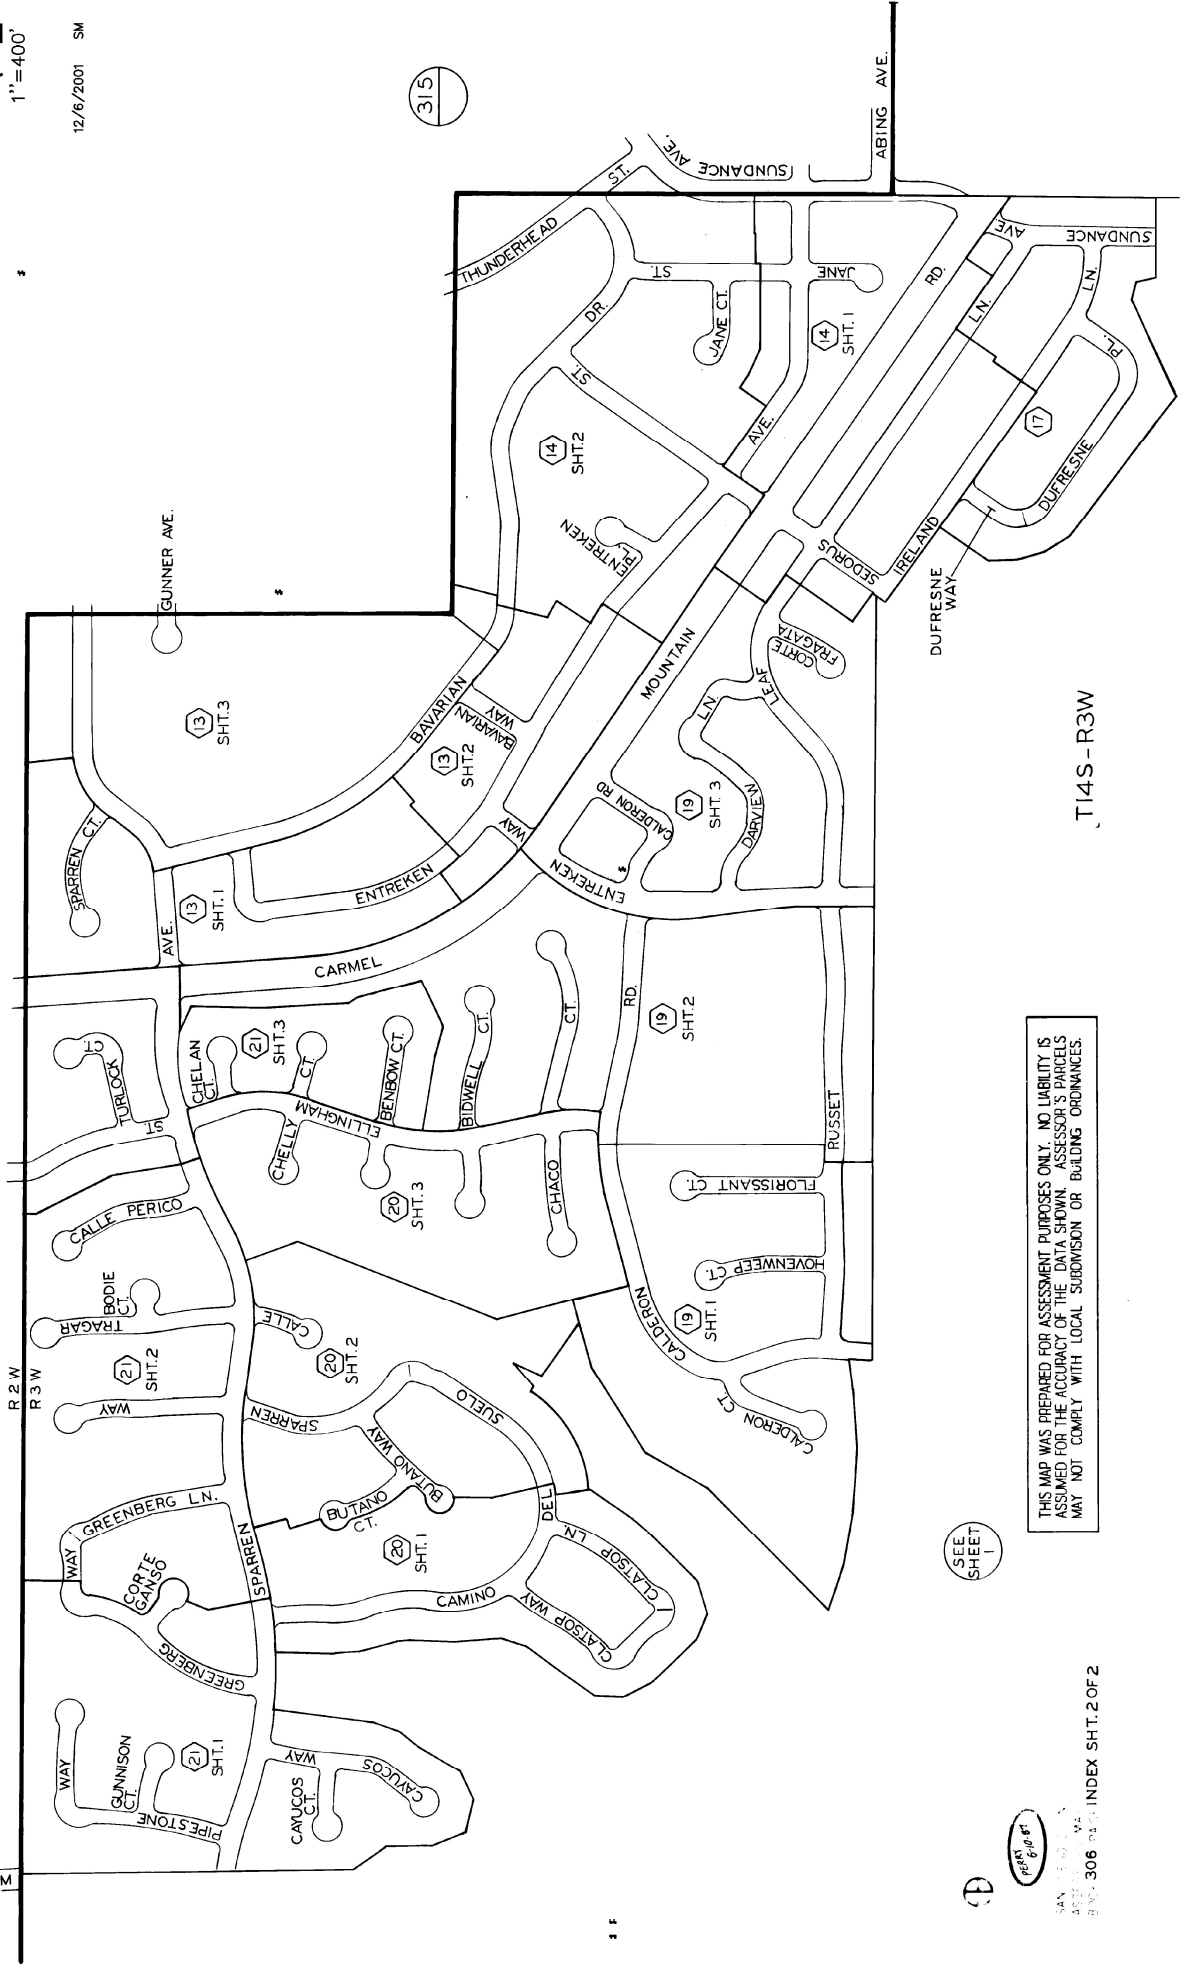 1"=400'
12/6/2001 SM
315
ABING AVE.
SUNDANCE AVE.
THUNDERHEAD ST.
GUNNER AVE.
JANE ST.
JANE CT.
14
SHT. 1
RD.
LN.
AVE
SUNDANCE
LN.
PL.
DR.
ST.
14
SHT.2
AVE.
17
DUFRESNE
DUFRESNE
WAY
IRELAND
SEDORUS
ENTREKEN
PL.
MOUNTAIN
CORTE
FRAGATA
LEAF
LN.
DARVIEW
19
SHT. 3
CALDERON RD
BAVARIAN
BAVARIAN
WAY
13
SHT.3
13
SHT.2
SPARREN CT.
13
SHT. 1
AVE.
ENTREKEN
WAY
ENTREKEN
CARMEL
T14S-R3W
RD.
19
SHT.2
RUSSET
TURLOCK
CT.
ST.
CHELAN
CT.
21
SHT.3
CT.
CHELLY
ELLINGHAM
BENBOW CT.
BIDWELL CT.
CT.
CHACO
20
SHT.3
FLORISSANT CT.
HOVENWEEP
CT.
19
SHT. 1
CALDERON
CALDERON
CT.
CALLE PERICO
BODIE
CT.
TRAGAR
CALLE
R2W
R3W
21
SHT.2
WAY
20
SHT.2
SPARREN
SUELO
BUTANO WAY
BUTANO
BUTANO
CT.
DEL
GREENBERG LN.
WAY
CORTE
GANSO
SPARREN
20
SHT. 1
CAMINO
CLATSOP LN.
CLATSOP
CLATSOP WAY
GREENBERG
WAY
GUNNISON
CT.
21
SHT. 1
PIPESTONE
WAY
CAYUCOS
CAYUCOS
CT.
SEE
SHEET
1
THIS MAP WAS PREPARED FOR ASSESSMENT PURPOSES ONLY. NO LIABILITY IS
ASSUMED FOR THE ACCURACY OF THE DATA SHOWN. ASSESSOR'S PARCELS
MAY NOT COMPLY WITH LOCAL SUBDIVISION OR BUILDING ORDINANCES.
PERRY
6-10-87
306
INDEX SHT. 2 OF 2
M